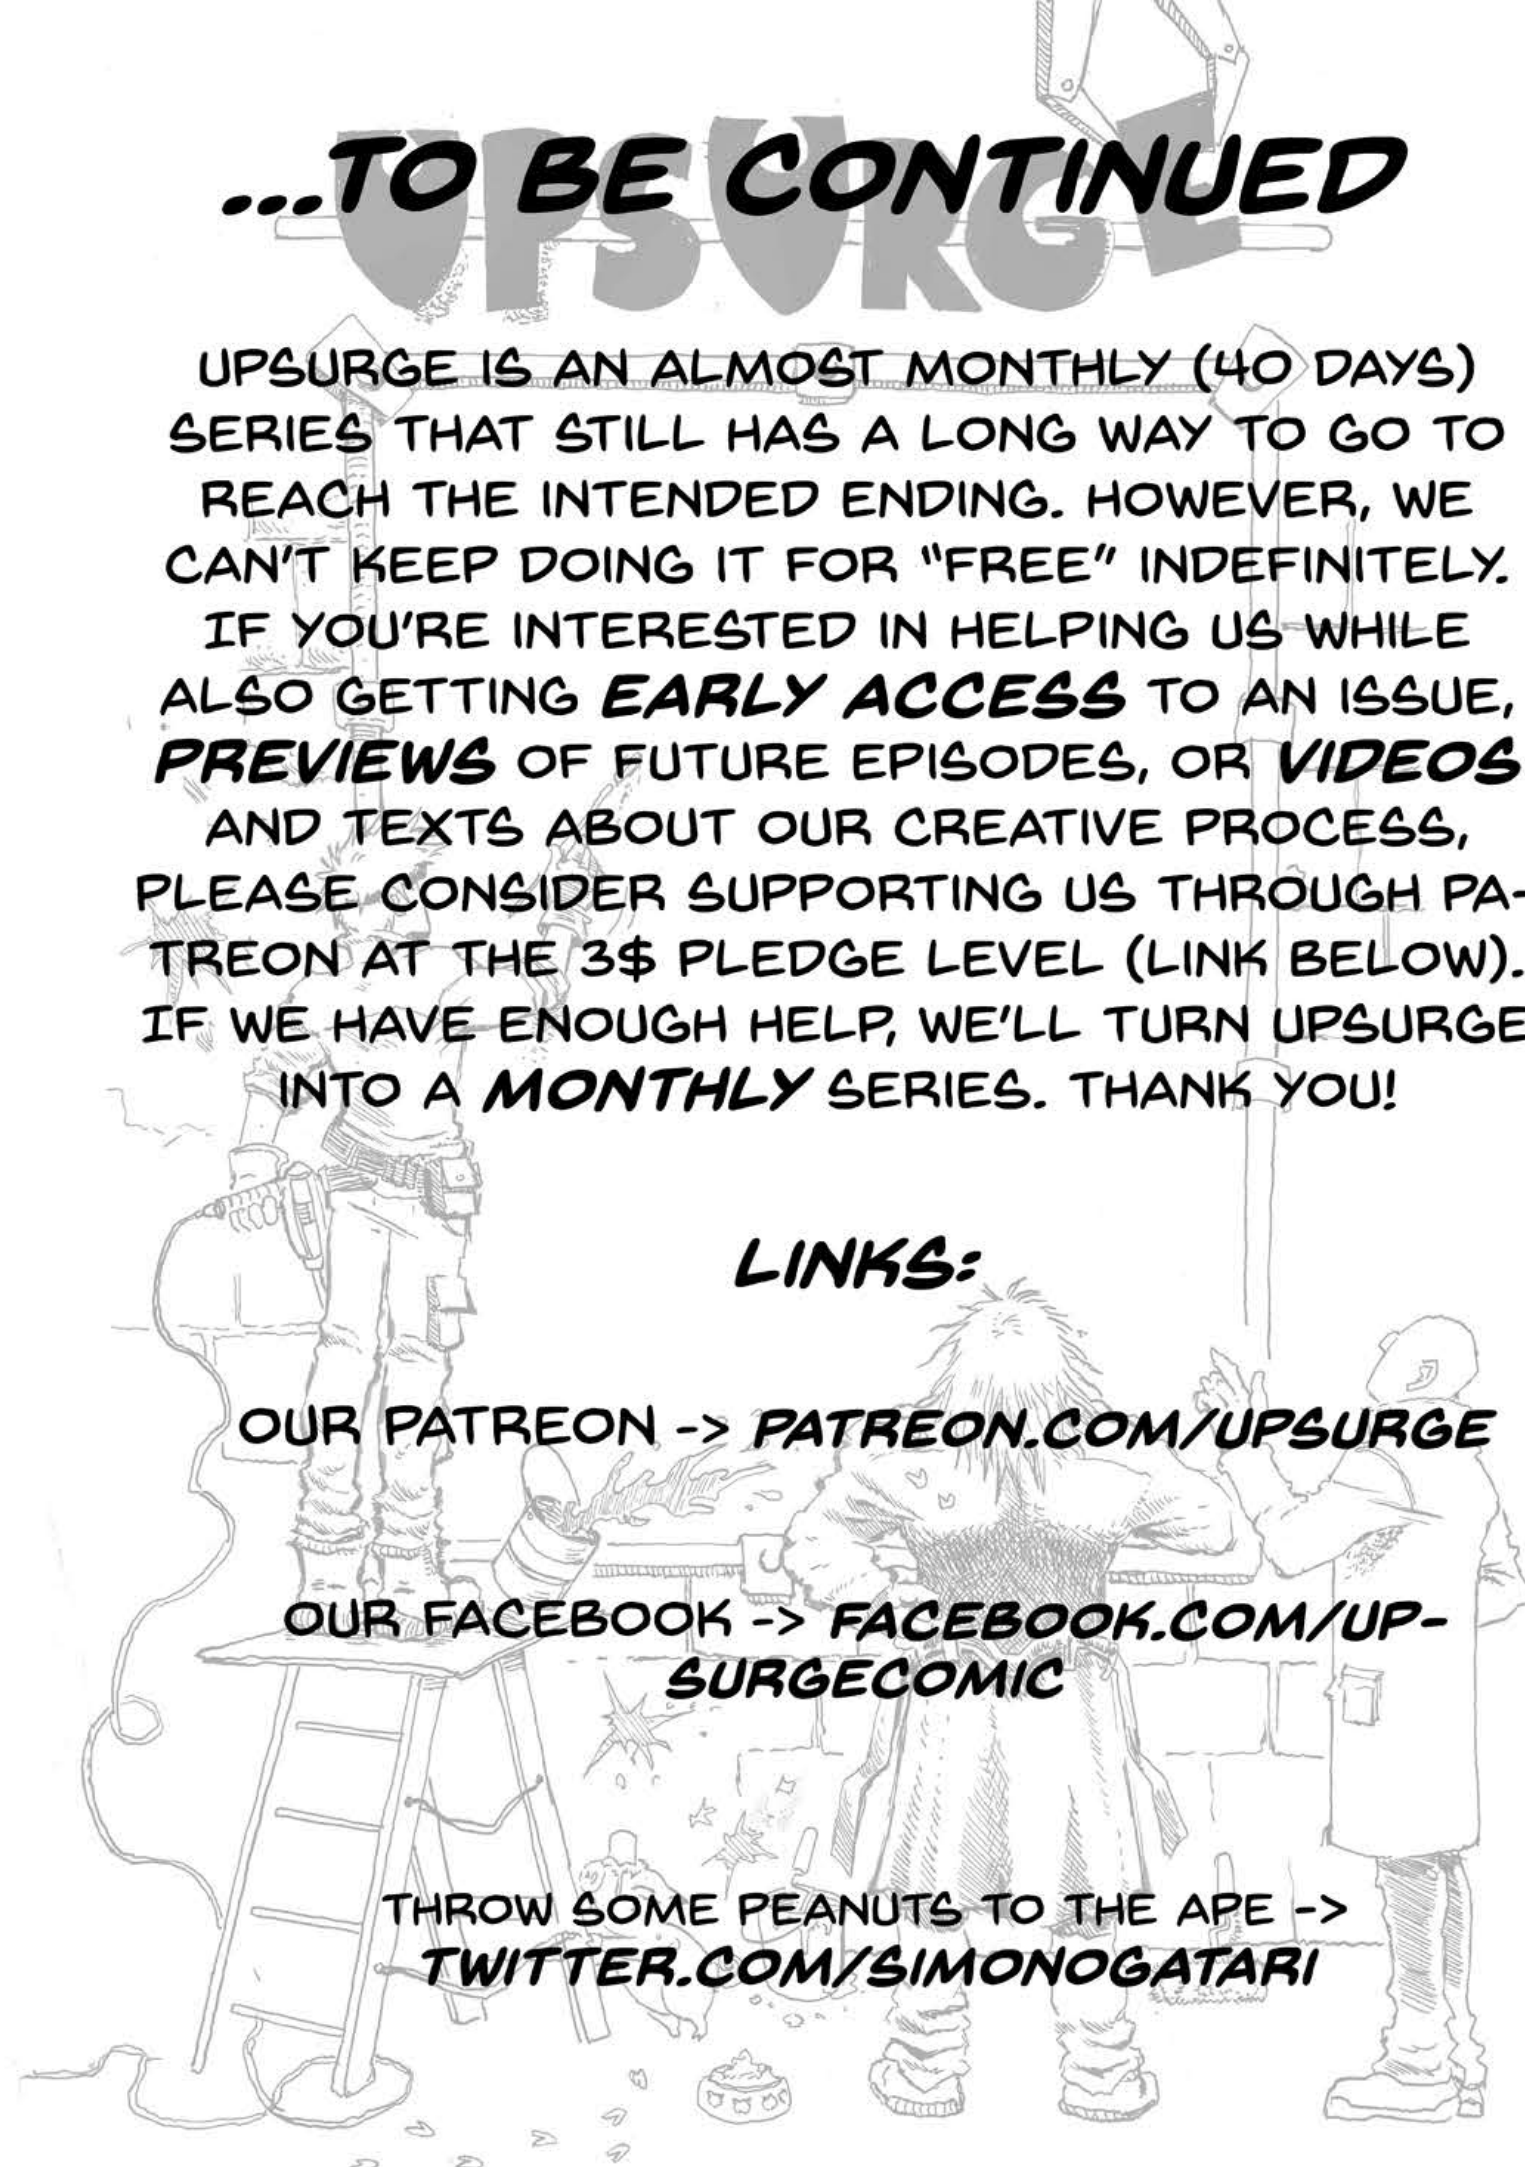 ...TO BE CONTINUED
UPSURGE
UPSURGE IS AN ALMOST MONTHLY (40 DAYS)
SERIES THAT STILL HAS A LONG WAY TO GO TO
REACH THE INTENDED ENDING. HOWEVER, WE
CAN'T KEEP DOING IT FOR "FREE" INDEFINITELY.
IF YOU'RE INTERESTED IN HELPING US WHILE
ALSO GETTING EARLY ACCESS TO AN ISSUE,
PREVIEWS OF FUTURE EPISODES, OR VIDEOS
AND TEXTS ABOUT OUR CREATIVE PROCESS,
PLEASE CONSIDER SUPPORTING US THROUGH PA-
TREON AT THE 3$ PLEDGE LEVEL (LINK BELOW).
IF WE HAVE ENOUGH HELP, WE'LL TURN UPSURGE
INTO A MONTHLY SERIES. THANK YOU!
LINKS:
OUR PATREON -> PATREON.COM/UPSURGE
OUR FACEBOOK -> FACEBOOK.COM/UP-
SURGECOMIC
THROW SOME PEANUTS TO THE APE ->
TWITTER.COM/SIMONOGATARI